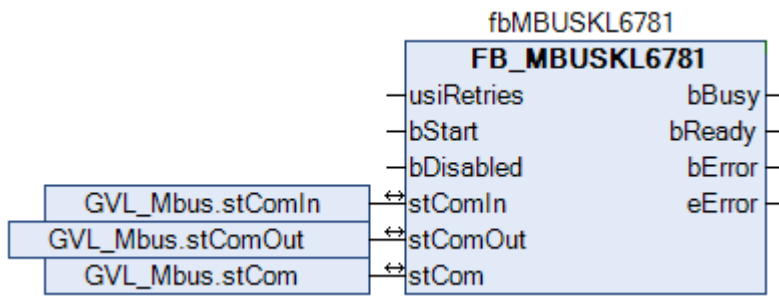 fbMBUSKL6781
FB_MBUSKL6781
usiRetries bBusy
bStart bReady
bDisabled bError
GVL_Mbus.stComIn stComIn eError
GVL_Mbus.stComOut stComOut
GVL_Mbus.stCom stCom